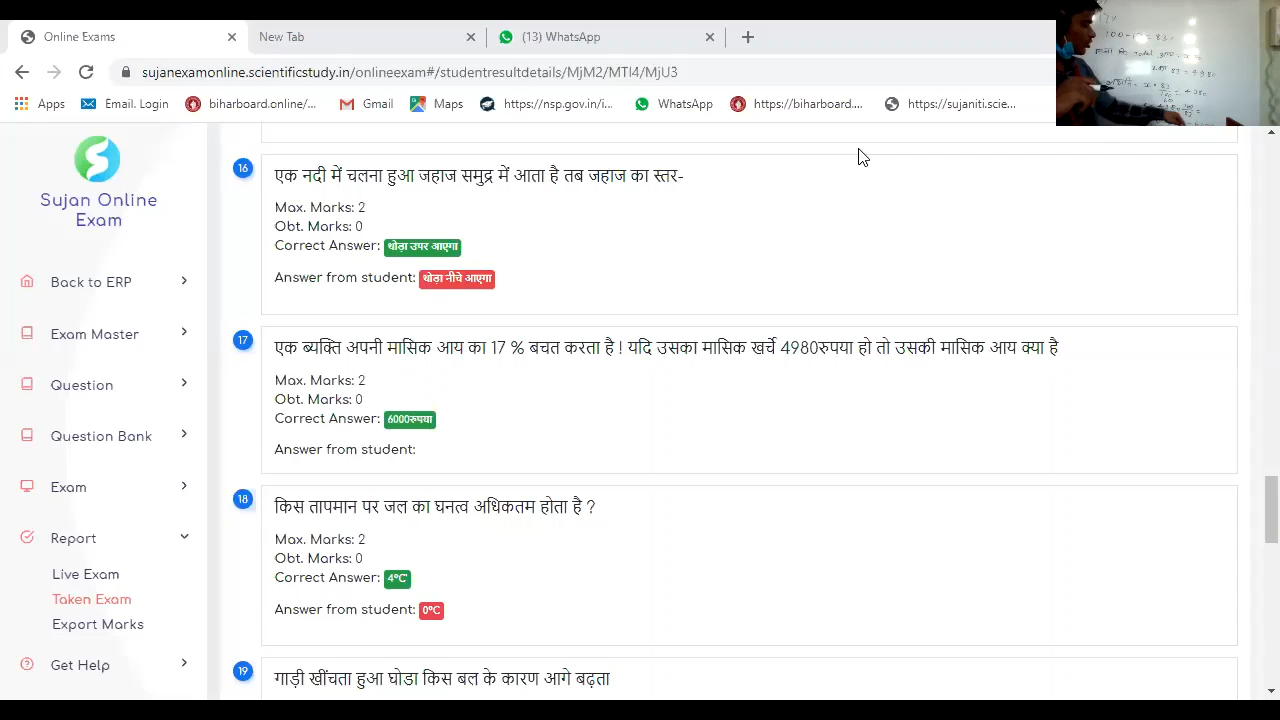 Online Exams
New Tab
(13) WhatsApp
sujanexamonline.scientificstudy.in/onlineexam#/studentresultdetails/MjM2/MTI4/MjU3
Apps
Email. Login
biharboard.online/...
Gmail
Maps
https://nsp.gov.in/i...
WhatsApp
https://biharboard....
https://sujaniti.scie...
Sujan Online
Exam
Back to ERP
Exam Master
Question
Question Bank
Exam
Report
Live Exam
Taken Exam
Export Marks
Get Help
16 एक नदी में चलना हुआ जहाज समुद्र में आता है तब जहाज का स्तर-
Max. Marks: 2
Obt. Marks: 0
Correct Answer: थोड़ा उपर आएगा
Answer from student: थोड़ा नीचे आएगा
17 एक ब्यक्ति अपनी मासिक आय का 17 % बचत करता है ! यदि उसका मासिक खर्चे 4980रुपया हो तो उसकी मासिक आय क्या है
Max. Marks: 2
Obt. Marks: 0
Correct Answer: 6000रुपया
Answer from student:
18 किस तापमान पर जल का घनत्व अधिकतम होता है ?
Max. Marks: 2
Obt. Marks: 0
Correct Answer: 4°C
Answer from student: 0°C
19 गाड़ी खींचता हुआ घोडा किस बल के कारण आगे बढ़ता